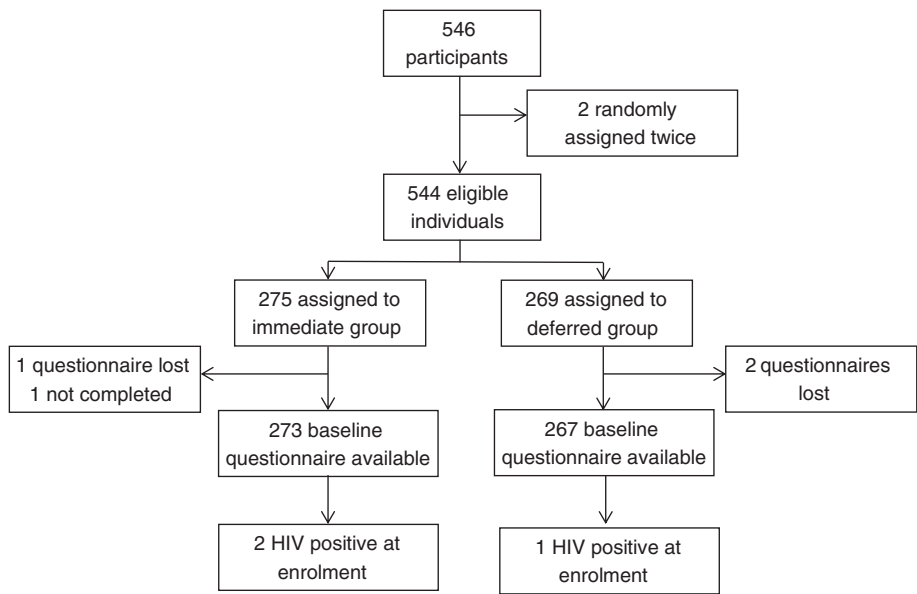 546
participants
2 randomly
assigned twice
544 eligible
individuals
275 assigned to
immediate group
269 assigned to
deferred group
1 questionnaire lost
1 not completed
2 questionnaires
lost
273 baseline
questionnaire available
267 baseline
questionnaire available
2 HIV positive at
enrolment
1 HIV positive at
enrolment